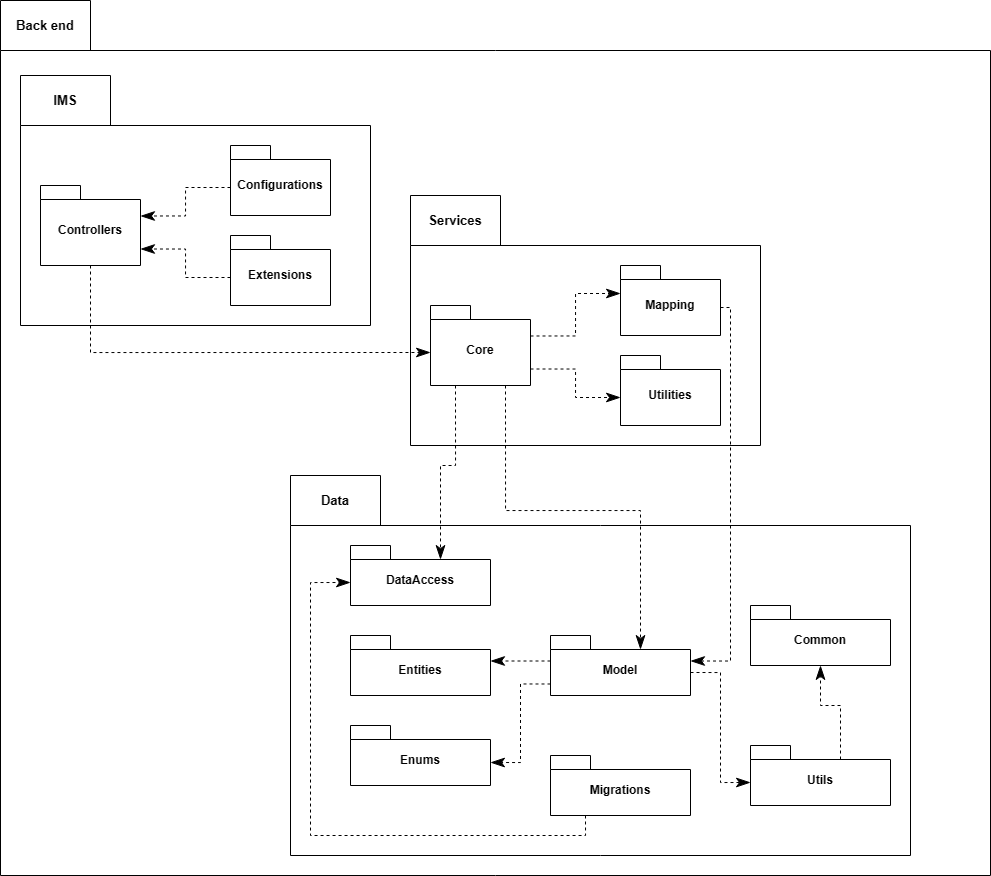 Back end
IMS
Configurations
Controllers
Extensions
Services
Mapping
Core
Utilities
Data
DataAccess
Common
Entities
Model
Enums
Migrations
Utils